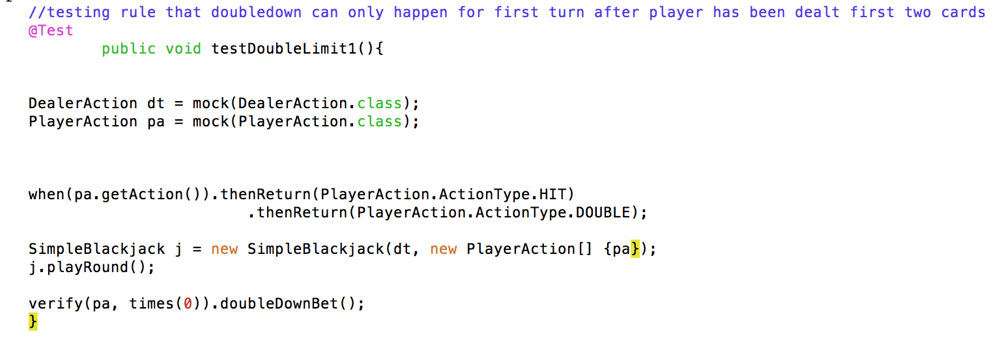 //testing rule that doubledown can only happen for first turn after player has been dealt first two cards
@Test
public void testDoubleLimit1(){
DealerAction dt = mock(DealerAction.class);
PlayerAction pa = mock(PlayerAction.class);
when(pa.getAction()).thenReturn(PlayerAction.ActionType.HIT)
.thenReturn(PlayerAction.ActionType.DOUBLE);
SimpleBlackjack j = new SimpleBlackjack(dt, new PlayerAction[] {pa});
j.playRound();
verify(pa, times(0)).doubleDownBet();
}